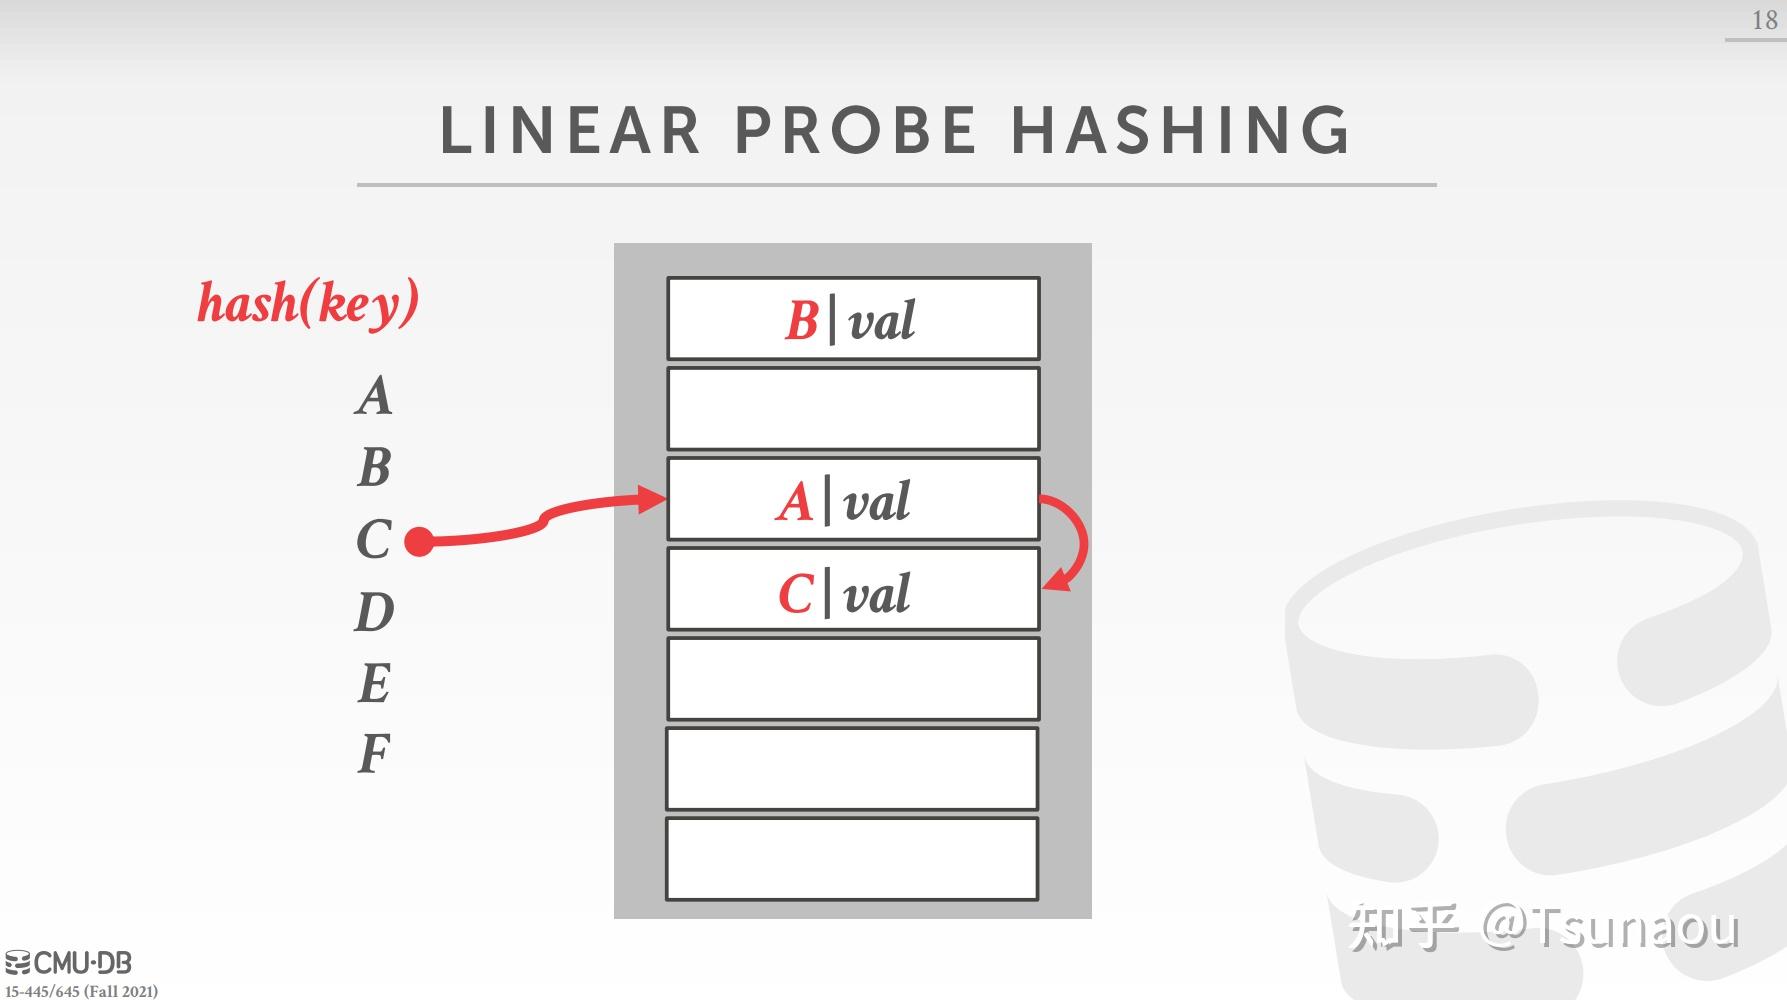 18
LINEAR PROBE HASHING
hash(key)
A
B
C
D
E
F
B|val
A|val
C|val
知乎 @Tsunaou
CMU·DB
15-445/645 (Fall 2021)